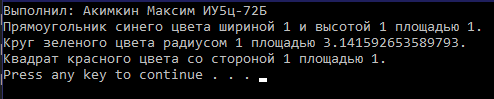 Выполнил: Акимкин Максим ИУ5ц-72Б
Прямоугольник синего цвета шириной 1 и высотой 1 площадью 1.
Круг зеленого цвета радиусом 1 площадью 3.141592653589793.
Квадрат красного цвета со стороной 1 площадью 1.
Press any key to continue . . .